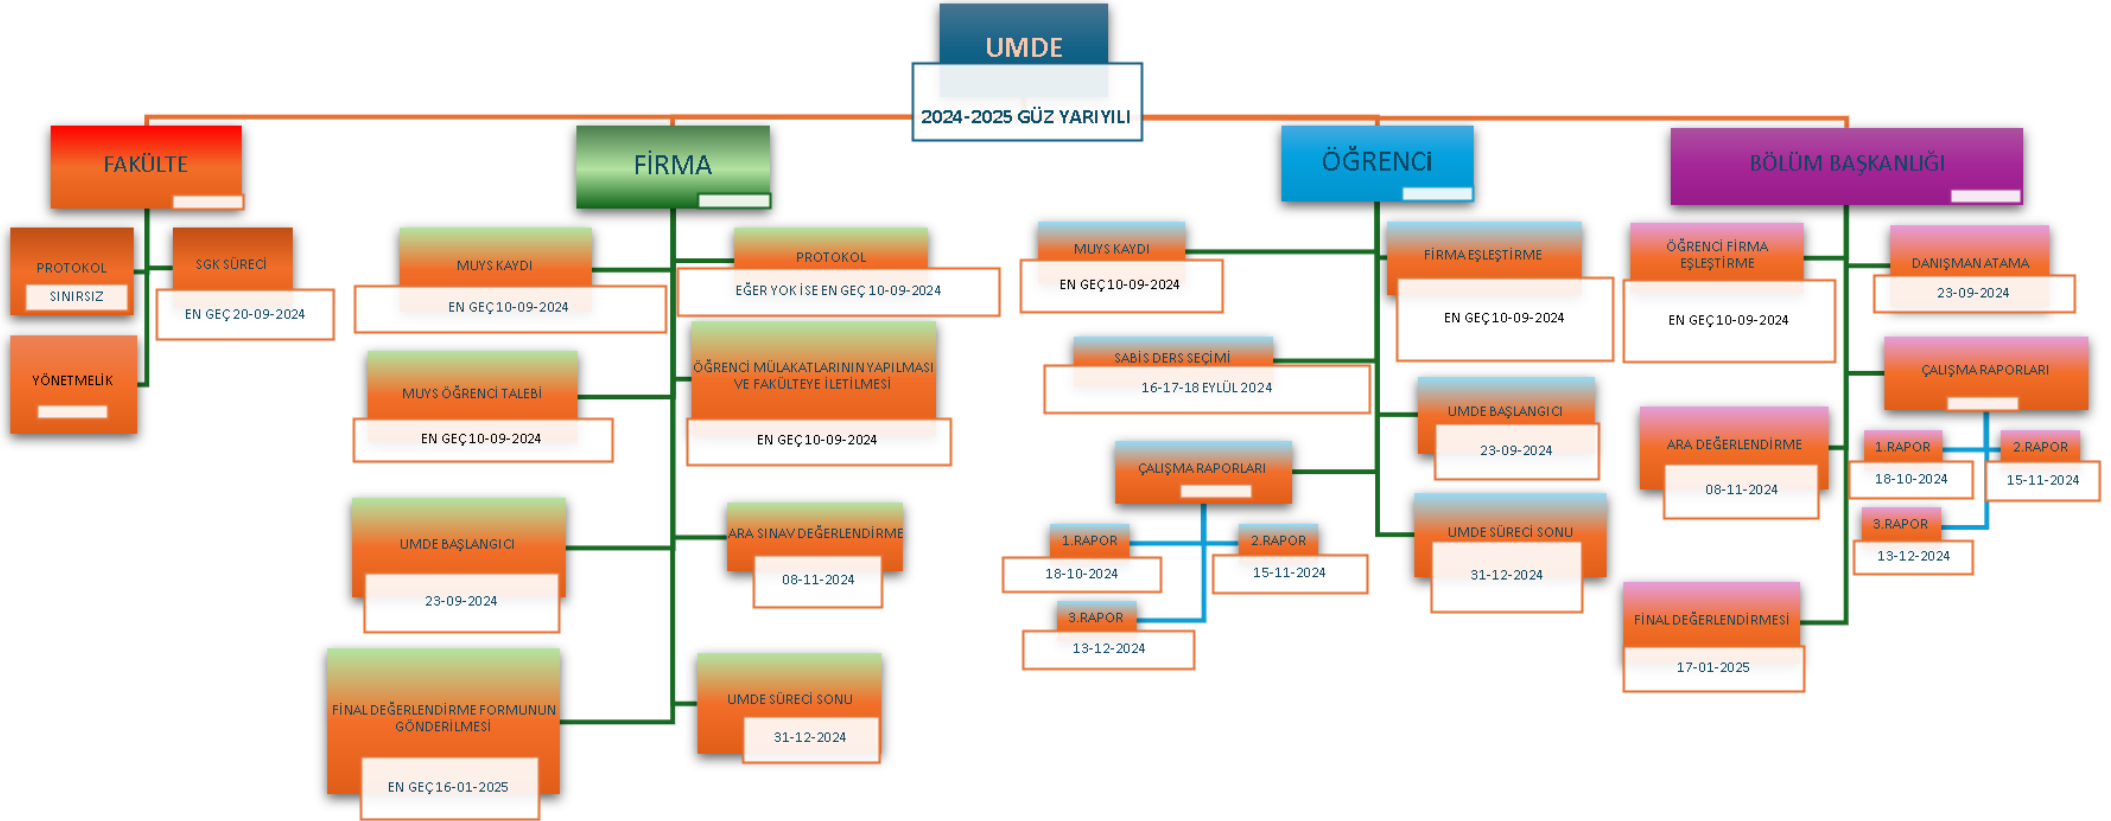 UMDE
2024-2025 GÜZ YARIYILI
FAKÜLTE
PROTOKOL
SINIRSIZ
SGK SÜRECİ
EN GEÇ 20-09-2024
YÖNETMELİK
FİRMA
MUYS KAYDI
EN GEÇ 10-09-2024
PROTOKOL
EĞER YOK İSE EN GEÇ 10-09-2024
MUYS ÖĞRENCİ TALEBİ
EN GEÇ 10-09-2024
ÖĞRENCİ MÜLAKATLARININ YAPILMASI
VE FAKÜLTEYE İLETİLMESİ
EN GEÇ 10-09-2024
UMDE BAŞLANGICI
23-09-2024
ARA SINAV DEĞERLENDİRME
08-11-2024
FİNAL DEĞERLENDİRME FORMUNUN
GÖNDERİLMESİ
EN GEÇ 16-01-2025
UMDE SÜRECİ SONU
31-12-2024
ÖĞRENCİ
MUYS KAYDI
EN GEÇ 10-09-2024
FİRMA EŞLEŞTİRME
EN GEÇ 10-09-2024
SABİS DERS SEÇİMİ
16-17-18 EYLÜL 2024
UMDE BAŞLANGICI
23-09-2024
ÇALIŞMA RAPORLARI
1.RAPOR
18-10-2024
2.RAPOR
15-11-2024
3.RAPOR
13-12-2024
UMDE SÜRECİ SONU
31-12-2024
BÖLÜM BAŞKANLIĞI
ÖĞRENCİ FİRMA
EŞLEŞTİRME
EN GEÇ 10-09-2024
DANIŞMAN ATAMA
23-09-2024
ARA DEĞERLENDİRME
08-11-2024
ÇALIŞMA RAPORLARI
1.RAPOR
18-10-2024
2.RAPOR
15-11-2024
3.RAPOR
13-12-2024
FİNAL DEĞERLENDİRMESİ
17-01-2025